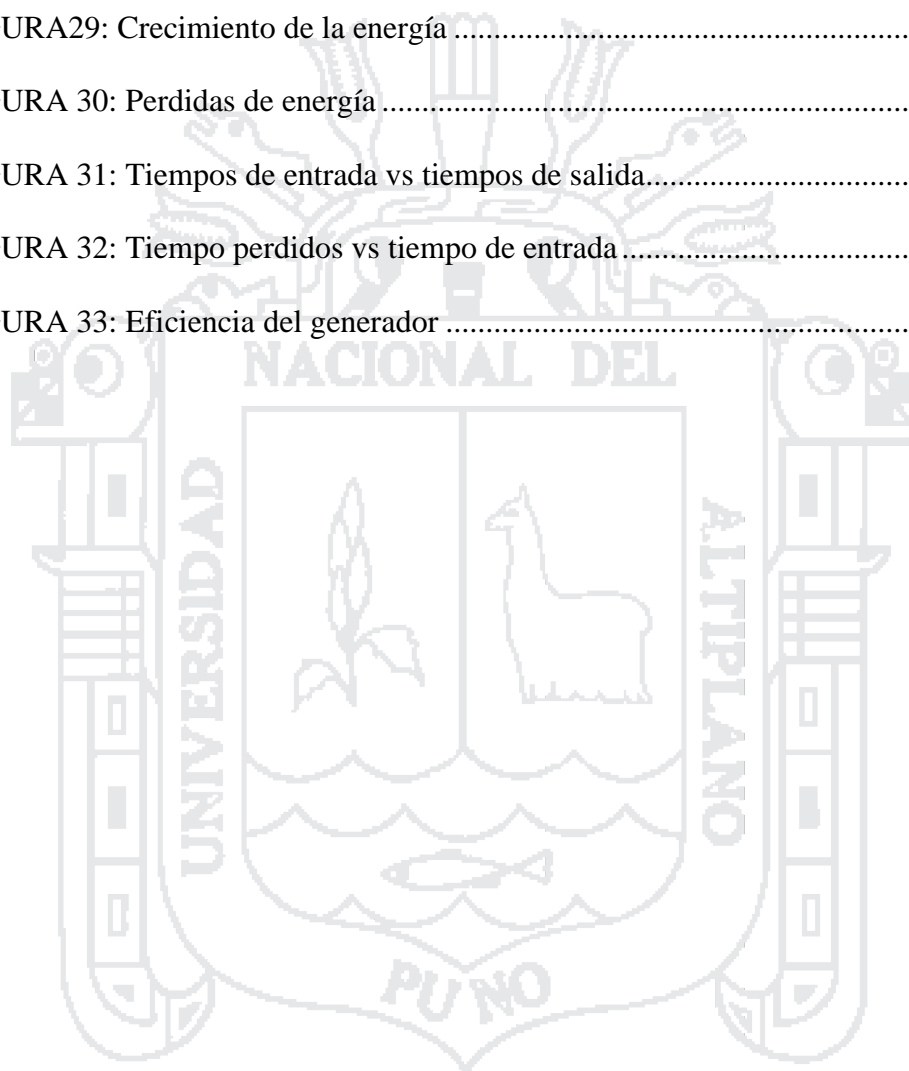 URA29: Crecimiento de la energía ...............................................................................
URA 30: Perdidas de energía ...............................................................................
URA 31: Tiempos de entrada vs tiempos de salida...............................................
URA 32: Tiempo perdidos vs tiempo de entrada ...............................................
URA 33: Eficiencia del generador ...............................................................................
NACIONAL DEL
UNIVERSIDAD
ALTIPLANO
PUNO